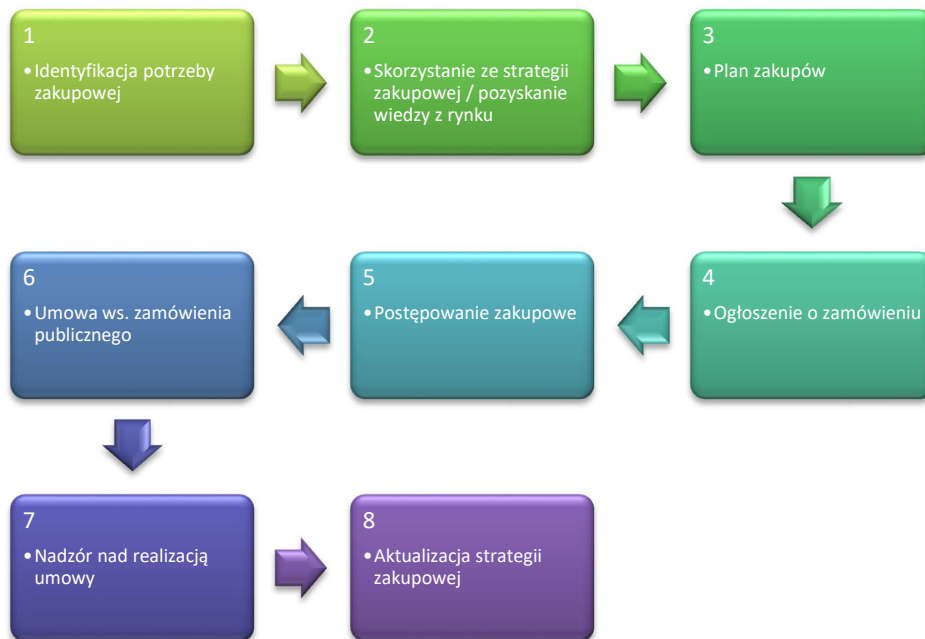 1
•Identyfikacja potrzeby
zakupowej
2
•Skorzystanie ze strategii
zakupowej / pozyskanie
wiedzy z rynku
3
•Plan zakupów
4
•Ogłoszenie o zamówieniu
5
•Postępowanie zakupowe
6
•Umowa ws. zamówienia
publicznego
7
•Nadzór nad realizacją
umowy
8
•Aktualizacja strategii
zakupowej